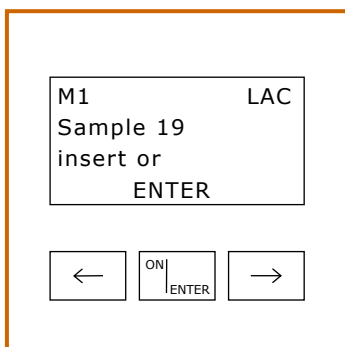 M1 LAC
Sample 19
insert or
ENTER
← ON ENTER →